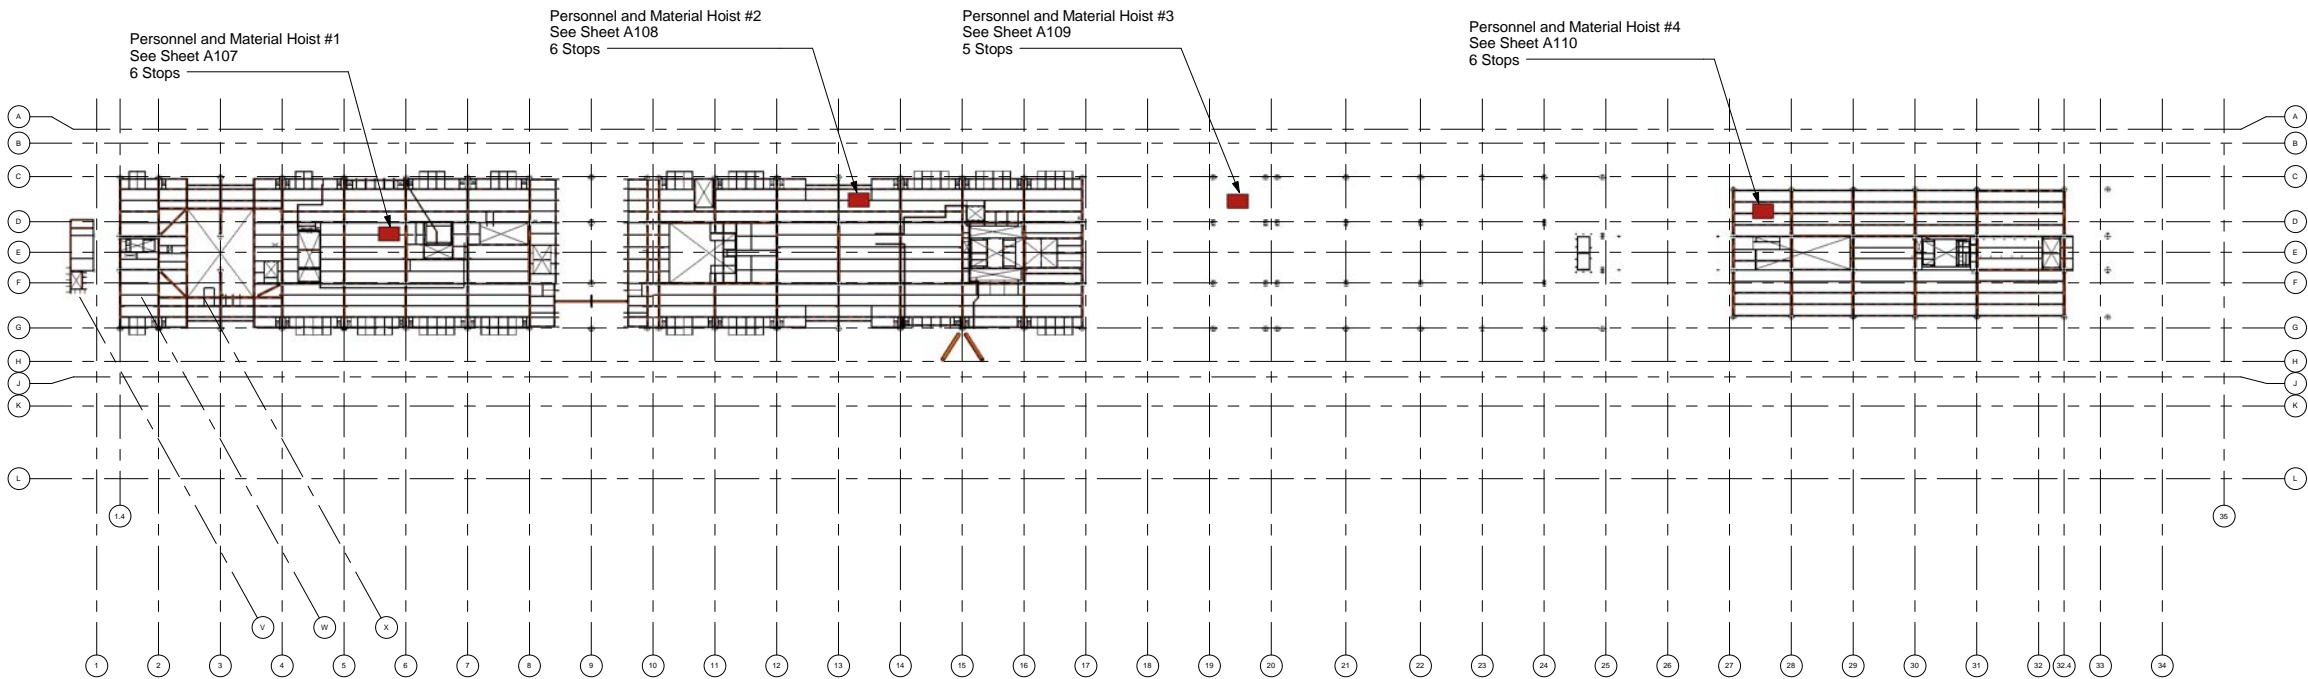 Personnel and Material Hoist #1
See Sheet A107
6 Stops
Personnel and Material Hoist #2
See Sheet A108
6 Stops
Personnel and Material Hoist #3
See Sheet A109
5 Stops
Personnel and Material Hoist #4
See Sheet A110
6 Stops
A A
B B
C C
D D
E E
F F
G G
H H
J J
K K
L L
1.4 35
V W X
1 2 3 4 5 6 7 8 9 10 11 12 13 14 15 16 17 18 19 20 21 22 23 24 25 26 27 28 29 30 31 32 32.4 33 34